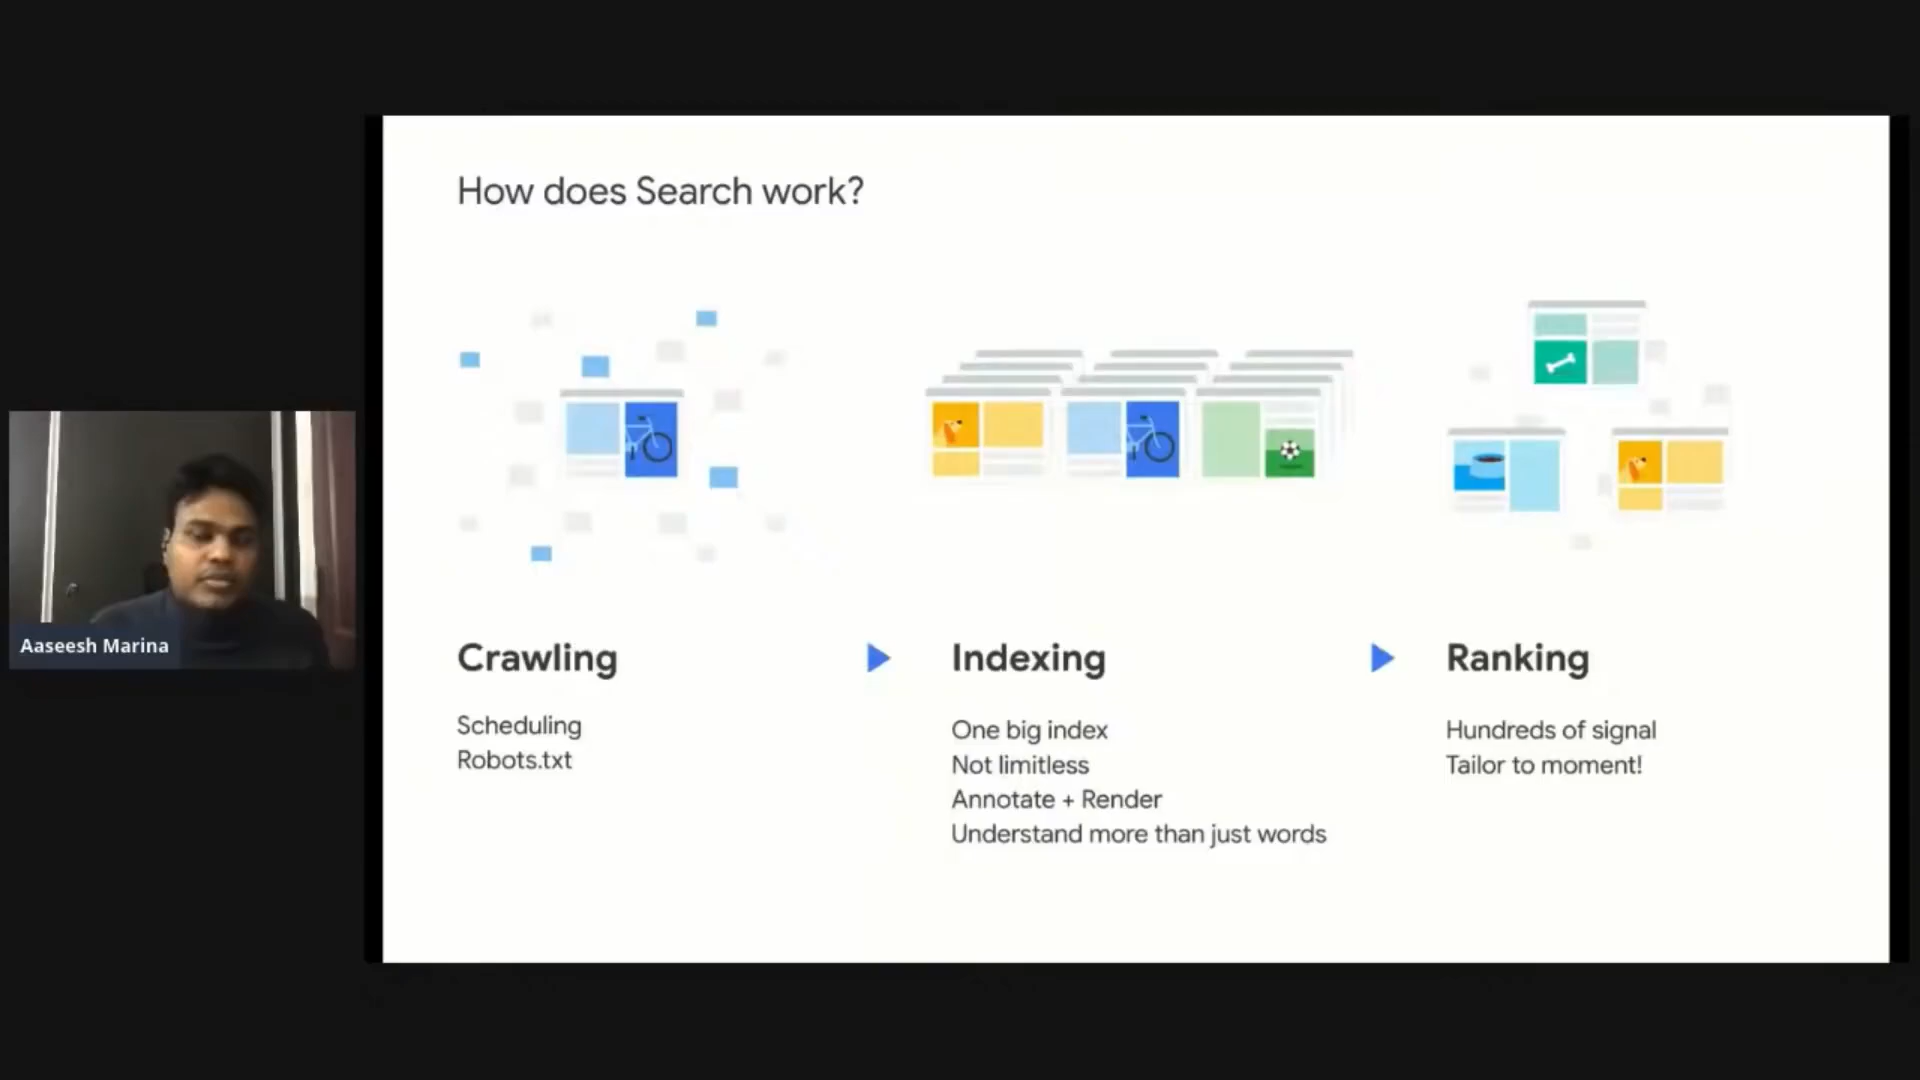 How does Search work?
Aaseesh Marina
Crawling
Scheduling
Robots.txt
Indexing
One big index
Not limitless
Annotate + Render
Understand more than just words
Ranking
Hundreds of signal
Tailor to moment!